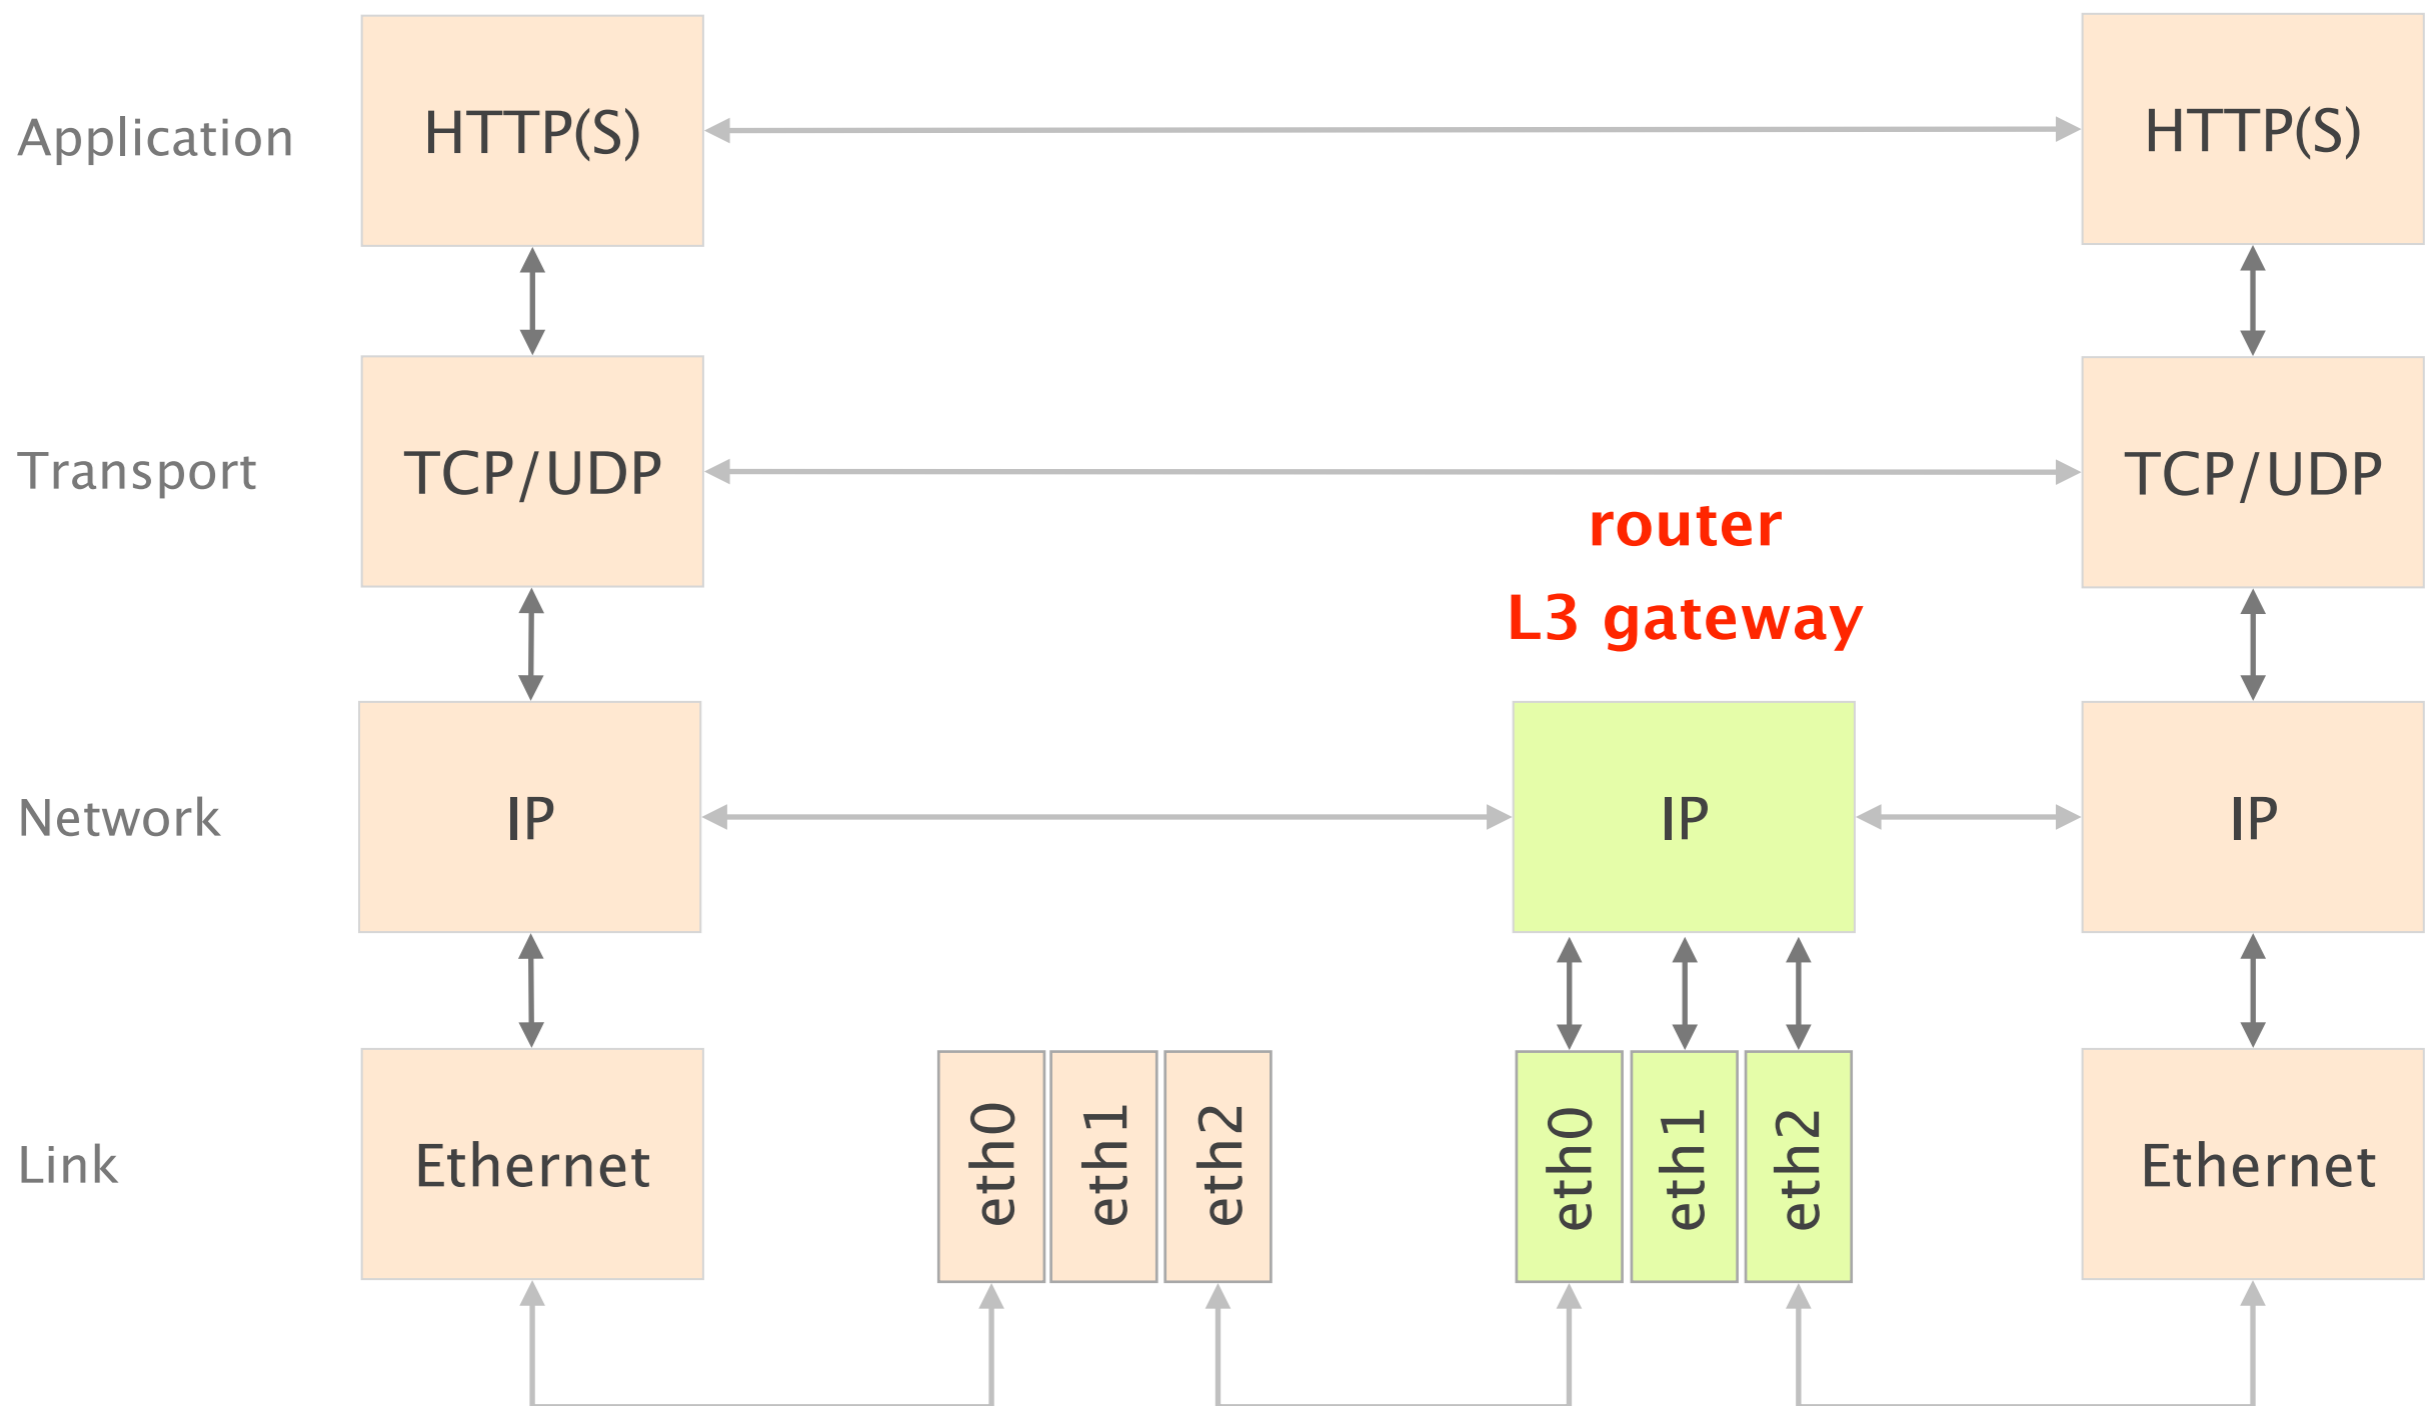 Application
HTTP(S)
HTTP(S)
Transport
TCP/UDP
TCP/UDP
router
L3 gateway
Network
IP
IP
IP
Link
Ethernet
eth0
eth1
eth2
eth0
eth1
eth2
Ethernet